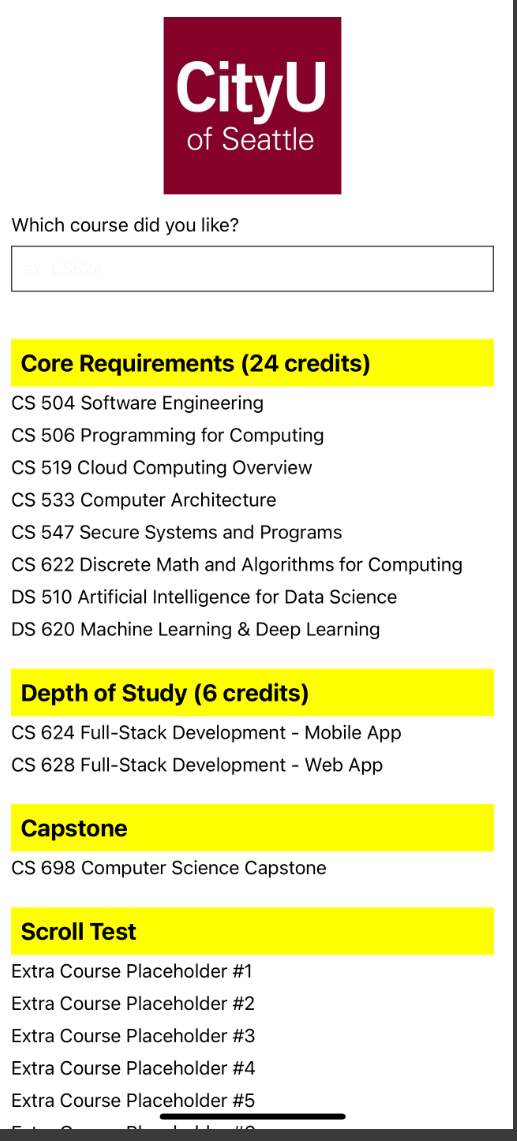 CityU
of Seattle
Which course did you like?
ex. CS624
Core Requirements (24 credits)
CS 504 Software Engineering
CS 506 Programming for Computing
CS 519 Cloud Computing Overview
CS 533 Computer Architecture
CS 547 Secure Systems and Programs
CS 622 Discrete Math and Algorithms for Computing
DS 510 Artificial Intelligence for Data Science
DS 620 Machine Learning & Deep Learning
Depth of Study (6 credits)
CS 624 Full-Stack Development - Mobile App
CS 628 Full-Stack Development - Web App
Capstone
CS 698 Computer Science Capstone
Scroll Test
Extra Course Placeholder #1
Extra Course Placeholder #2
Extra Course Placeholder #3
Extra Course Placeholder #4
Extra Course Placeholder #5